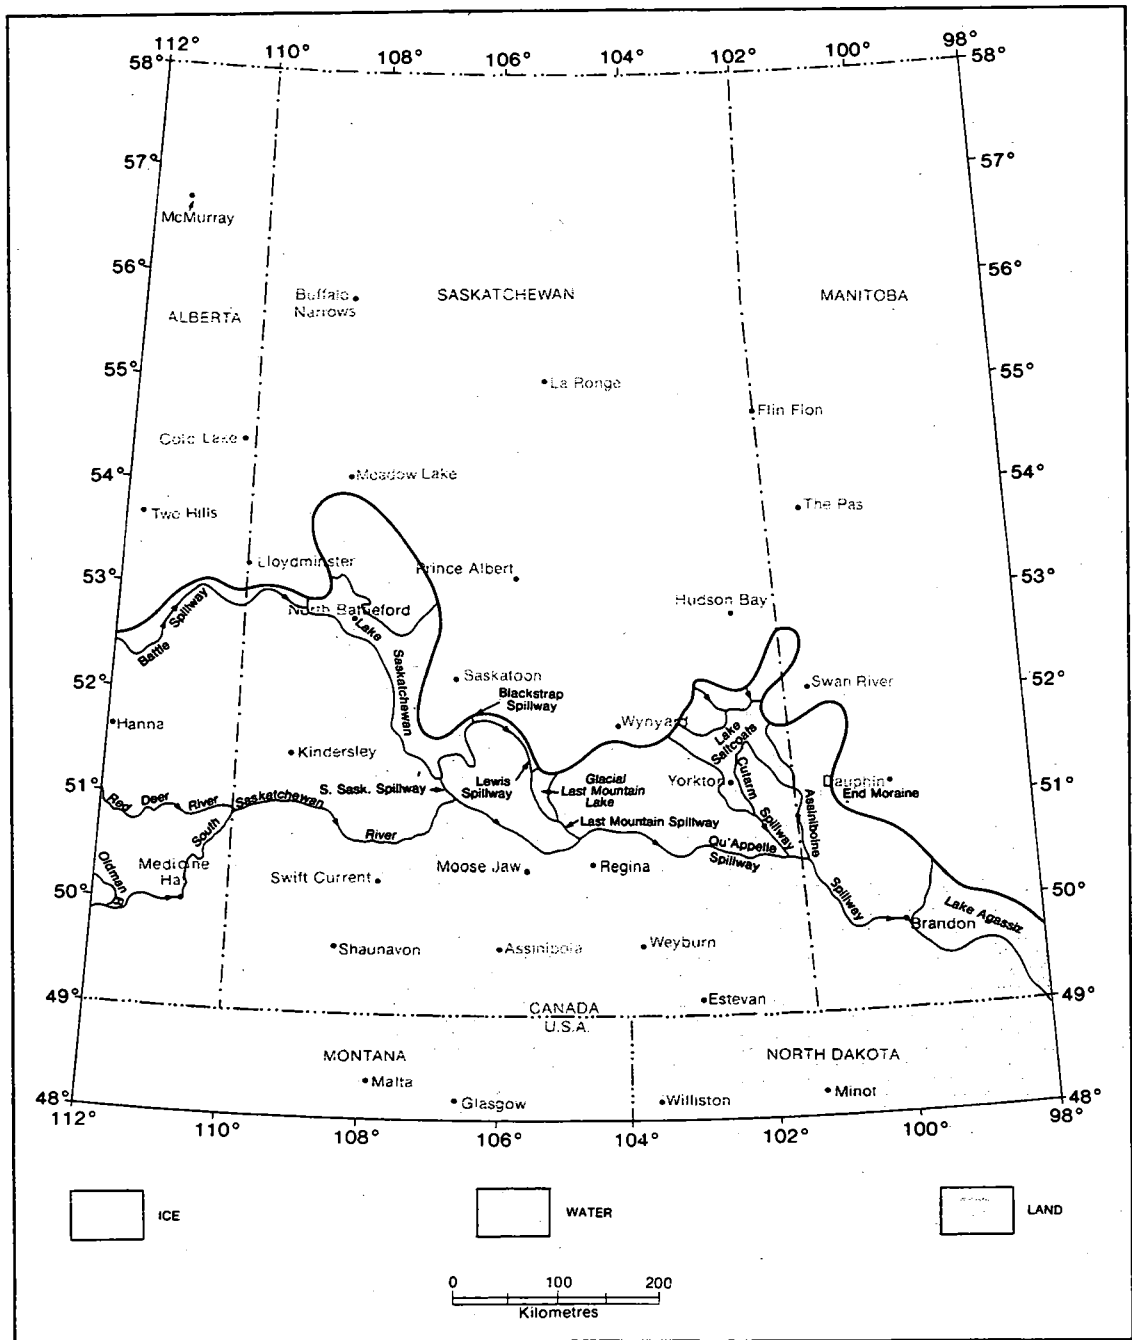 112°
110°
108°
106°
104°
102°
100°
98°
58°
58°
57°
57°
McMurray
56°
56°
Buffalo
Narrows
SASKATCHEWAN
MANITOBA
ALBERTA
55°
55°
La Ronge
Flin Flon
Cold Lake
54°
54°
Meadow Lake
Two Hills
The Pas
Lloydminster
53°
53°
Prince Albert
Hudson Bay
North Battleford
Battle Spillway
Lake
Saskatchewan
52°
52°
Saskatoon
Swan River
Blackstrap
Spillway
Hanna
Wynyard
Lake
Saltcoats
Kindersley
51°
51°
S. Sask. Spillway
Lewis
Spillway
Glacial
Last Mountain
Lake
Yorkton
Cutarm
Spillway
Dauphin
End Moraine
Assiniboine
Spillway
Red Deer River
South Saskatchewan
River
Last Mountain Spillway
Qu'Appelle
Spillway
Oldman R.
Medicine
Hat
Swift Current
Moose Jaw
Regina
50°
50°
Lake Agassiz
Brandon
Shaunavon
Assiniboia
Weyburn
Estevan
49°
49°
CANADA
U.S.A.
MONTANA
NORTH DAKOTA
Malta
Glasgow
Williston
Minot
48°
48°
112°
110°
108°
106°
104°
102°
100°
98°
ICE
WATER
LAND
0 100 200
Kilometres